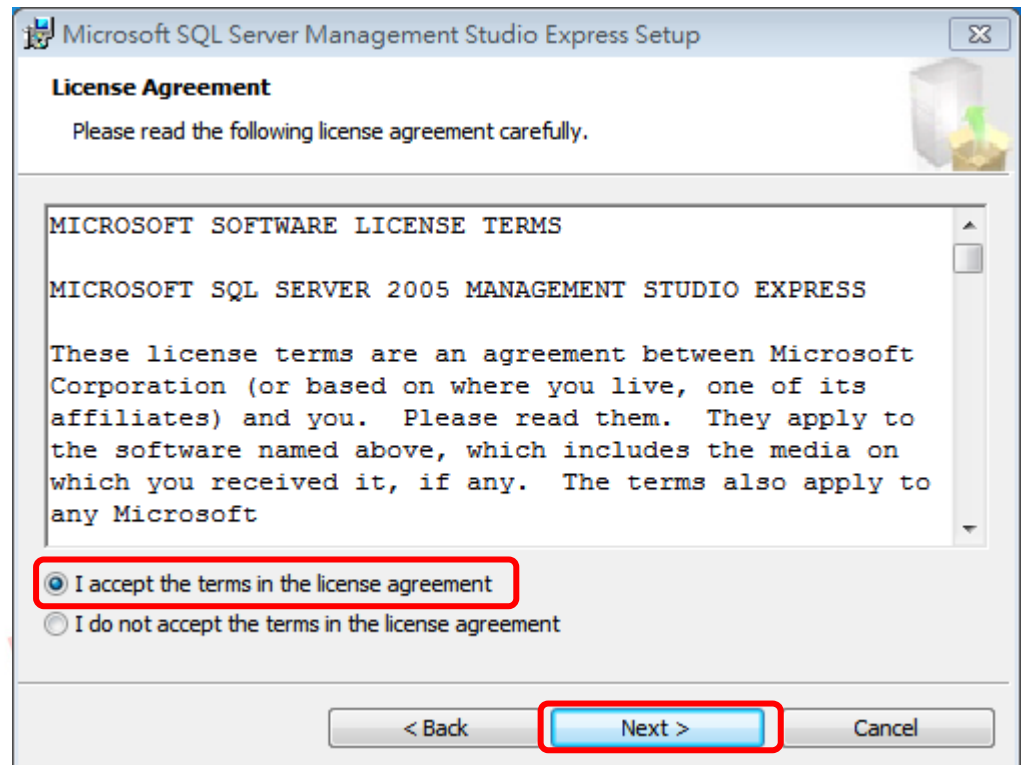 Microsoft SQL Server Management Studio Express Setup
License Agreement
Please read the following license agreement carefully.
MICROSOFT SOFTWARE LICENSE TERMS
MICROSOFT SQL SERVER 2005 MANAGEMENT STUDIO EXPRESS
These license terms are an agreement between Microsoft
Corporation (or based on where you live, one of its
affiliates) and you.  Please read them.  They apply to
the software named above, which includes the media on
which you received it, if any.  The terms also apply to
any Microsoft
I accept the terms in the license agreement
I do not accept the terms in the license agreement
< Back
Next >
Cancel